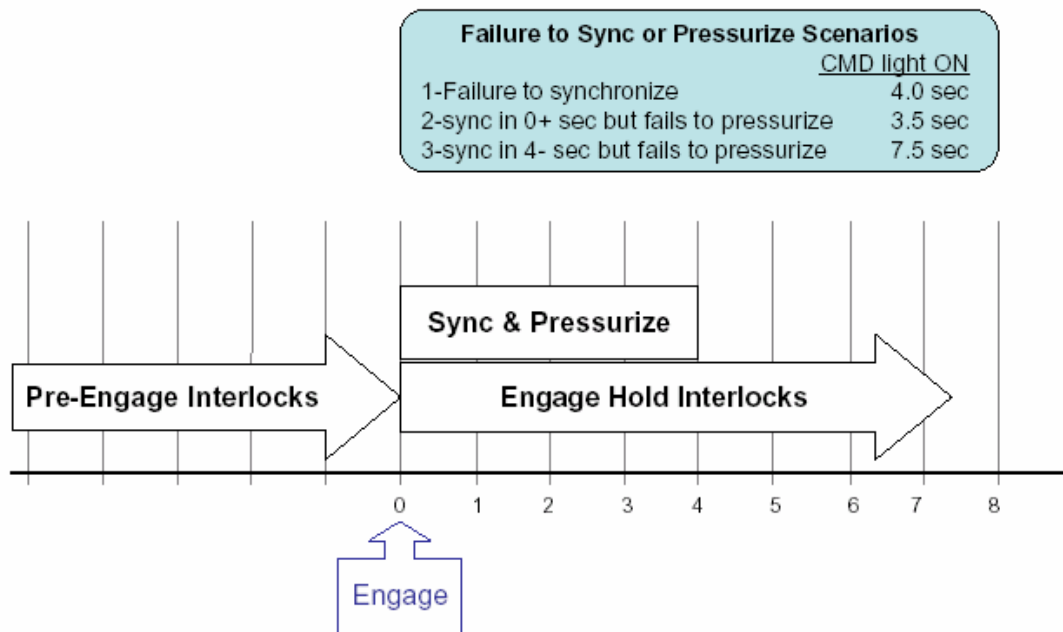 Failure to Sync or Pressurize Scenarios
CMD light ON
1-Failure to synchronize 4.0 sec
2-sync in 0+ sec but fails to pressurize 3.5 sec
3-sync in 4- sec but fails to pressurize 7.5 sec
Sync & Pressurize
Pre-Engage Interlocks
Engage Hold Interlocks
0 1 2 3 4 5 6 7 8
Engage